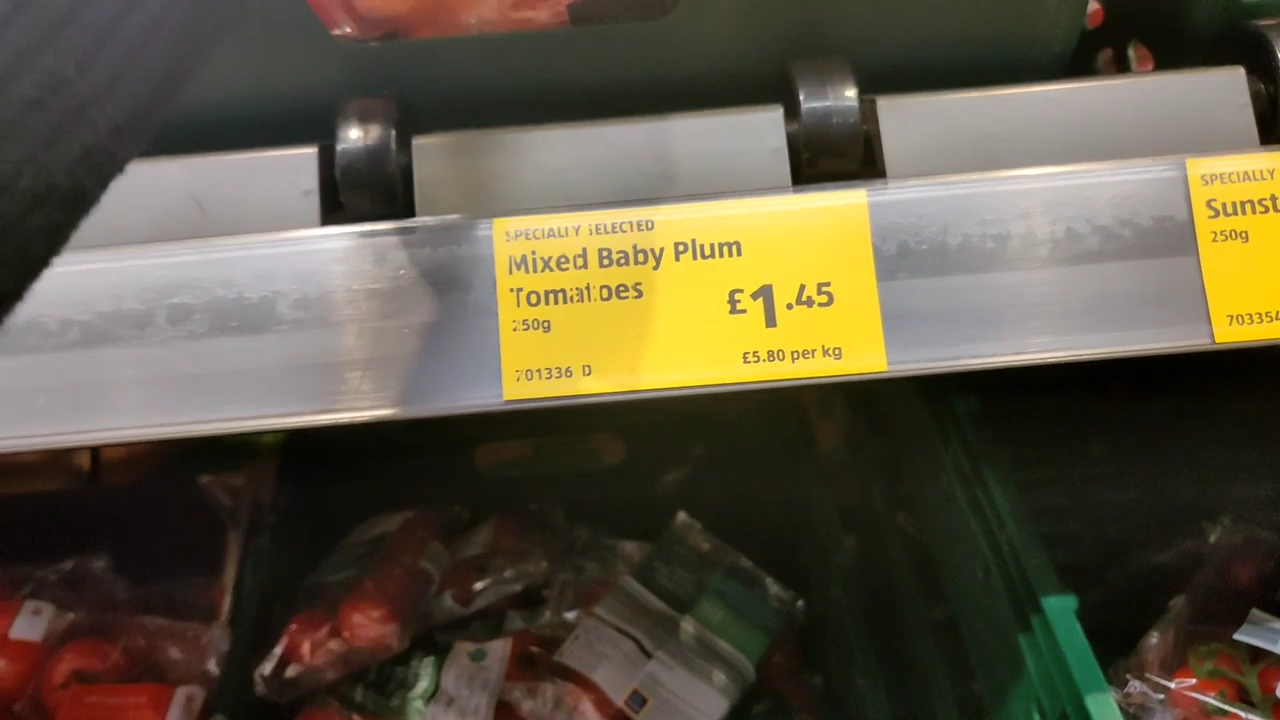 SPECIALLY SELECTED
Mixed Baby Plum
Tomatoes
250g
£1.45
£5.80 per kg
701336 D
SPECIALLY
Sunst
250g
703354